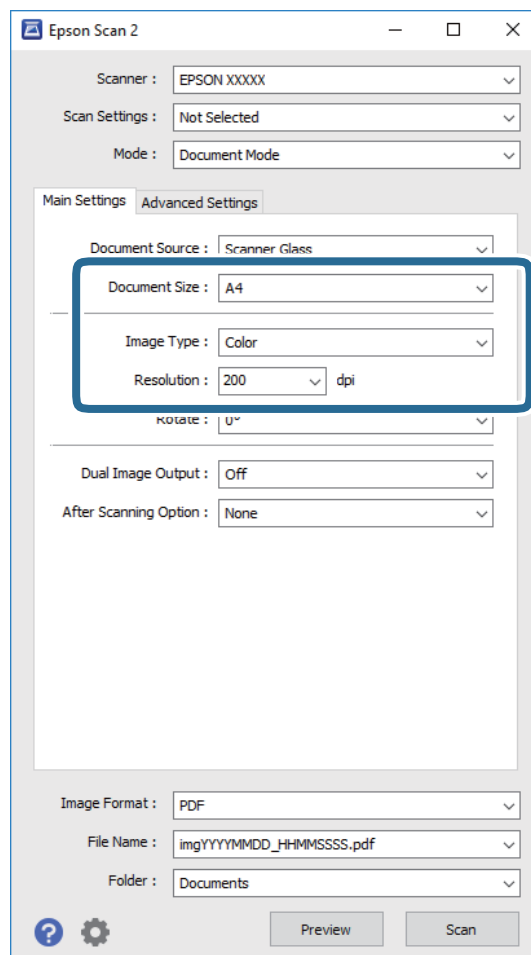 Epson Scan 2
Scanner : EPSON XXXXX
Scan Settings : Not Selected
Mode : Document Mode
Main Settings Advanced Settings
Document Source : Scanner Glass
Document Size : A4
Image Type : Color
Resolution : 200 dpi
Rotate : 0°
Dual Image Output : Off
After Scanning Option : None
Image Format : PDF
File Name : imgYYYYMMDD_HHMMSSSS.pdf
Folder : Documents
? Preview Scan